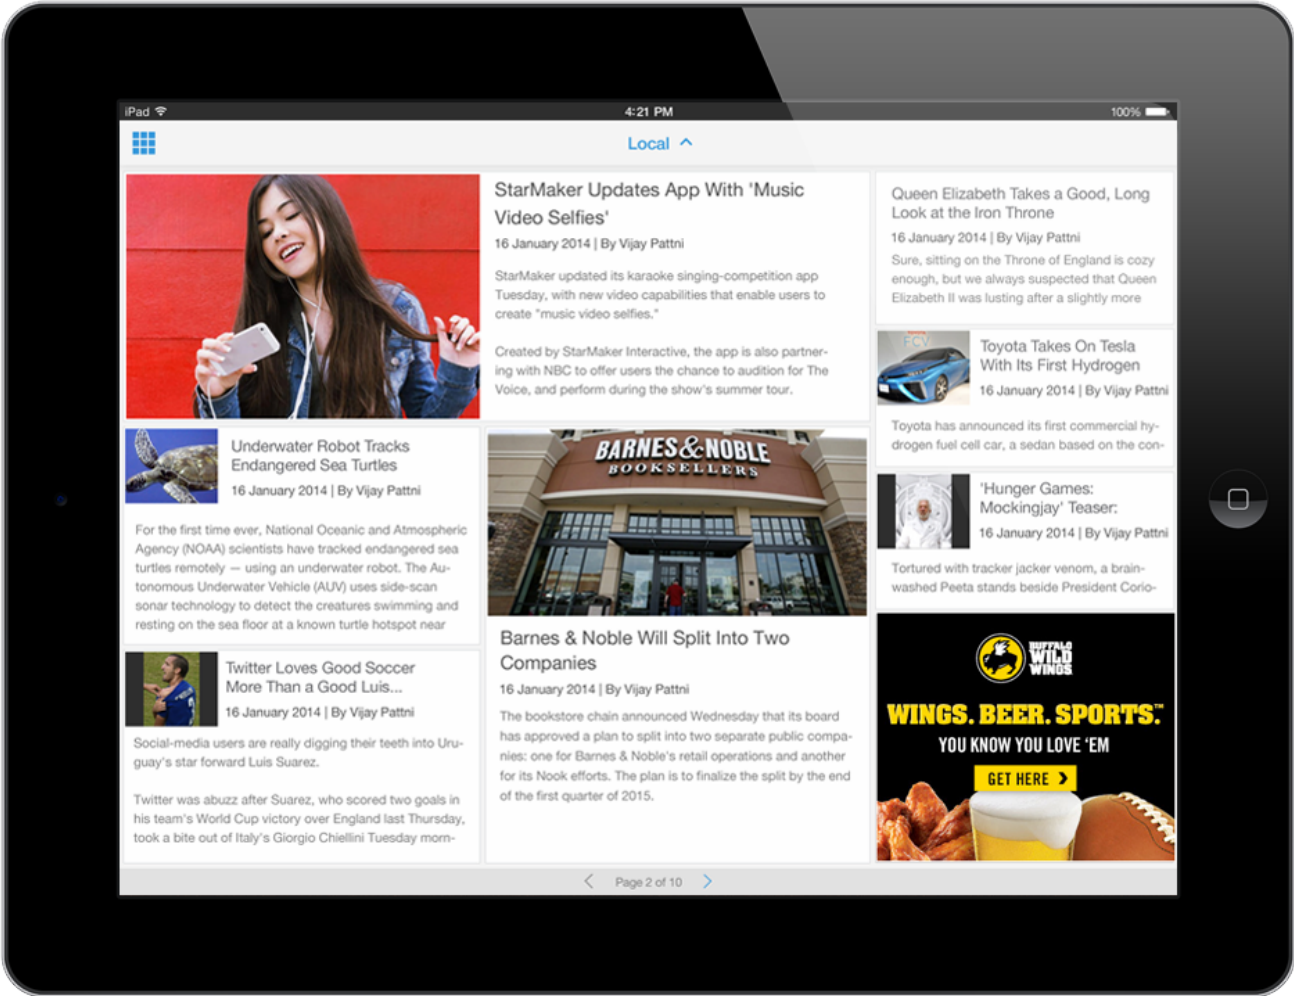 iPad
4:21 PM
100%
Local
StarMaker Updates App With 'Music
Video Selfies'
16 January 2014 | By Vijay Pattni
StarMaker updated its karaoke singing-competition app
Tuesday, with new video capabilities that enable users to
create "music video selfies."
Created by StarMaker Interactive, the app is also partner-
ing with NBC to offer users the chance to audition for The
Voice, and perform during the show's summer tour.
Queen Elizabeth Takes a Good, Long
Look at the Iron Throne
16 January 2014 | By Vijay Pattni
Sure, sitting on the Throne of England is cozy
enough, but we always suspected that Queen
Elizabeth II was lusting after a slightly more
TOYOTA
FCV
Toyota Takes On Tesla
With Its First Hydrogen
16 January 2014 | By Vijay Pattni
Toyota has announced its first commercial hy-
drogen fuel cell car, a sedan based on the con-
'Hunger Games:
Mockingjay' Teaser:
16 January 2014 | By Vijay Pattni
Tortured with tracker jacker venom, a brain-
washed Peeta stands beside President Corio-
Underwater Robot Tracks
Endangered Sea Turtles
16 January 2014 | By Vijay Pattni
For the first time ever, National Oceanic and Atmospheric
Agency (NOAA) scientists have tracked endangered sea
turtles remotely — using an underwater robot. The Au-
tonomous Underwater Vehicle (AUV) uses side-scan
sonar technology to detect the creatures swimming and
resting on the sea floor at a known turtle hotspot near
BARNES & NOBLE
BOOKSELLERS
Barnes & Noble Will Split Into Two
Companies
16 January 2014 | By Vijay Pattni
The bookstore chain announced Wednesday that its board
has approved a plan to split into two separate public compa-
nies: one for Barnes & Noble's retail operations and another
for its Nook efforts. The plan is to finalize the split by the end
of the first quarter of 2015.
Twitter Loves Good Soccer
More Than a Good Luis...
16 January 2014 | By Vijay Pattni
Social-media users are really digging their teeth into Uru-
guay's star forward Luis Suarez.
Twitter was abuzz after Suarez, who scored two goals in
his team's World Cup victory over England last Thursday,
took a bite out of Italy's Giorgio Chiellini Tuesday morn-
BUFFALO
WILD
WINGS
WINGS. BEER. SPORTS.™
YOU KNOW YOU LOVE 'EM
GET HERE
Page 2 of 10